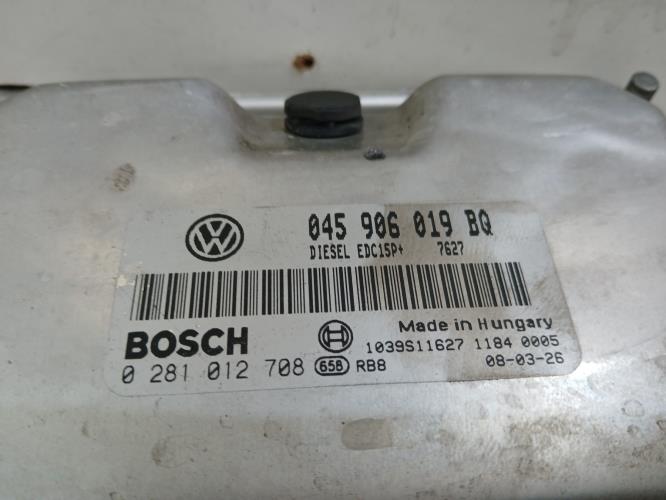 045 906 019 BQ
DIESEL EDC15P+ 7627
BOSCH
Made in Hungary
1039S11627 1184 0005
0 281 012 708 658 RB8 08-03-26